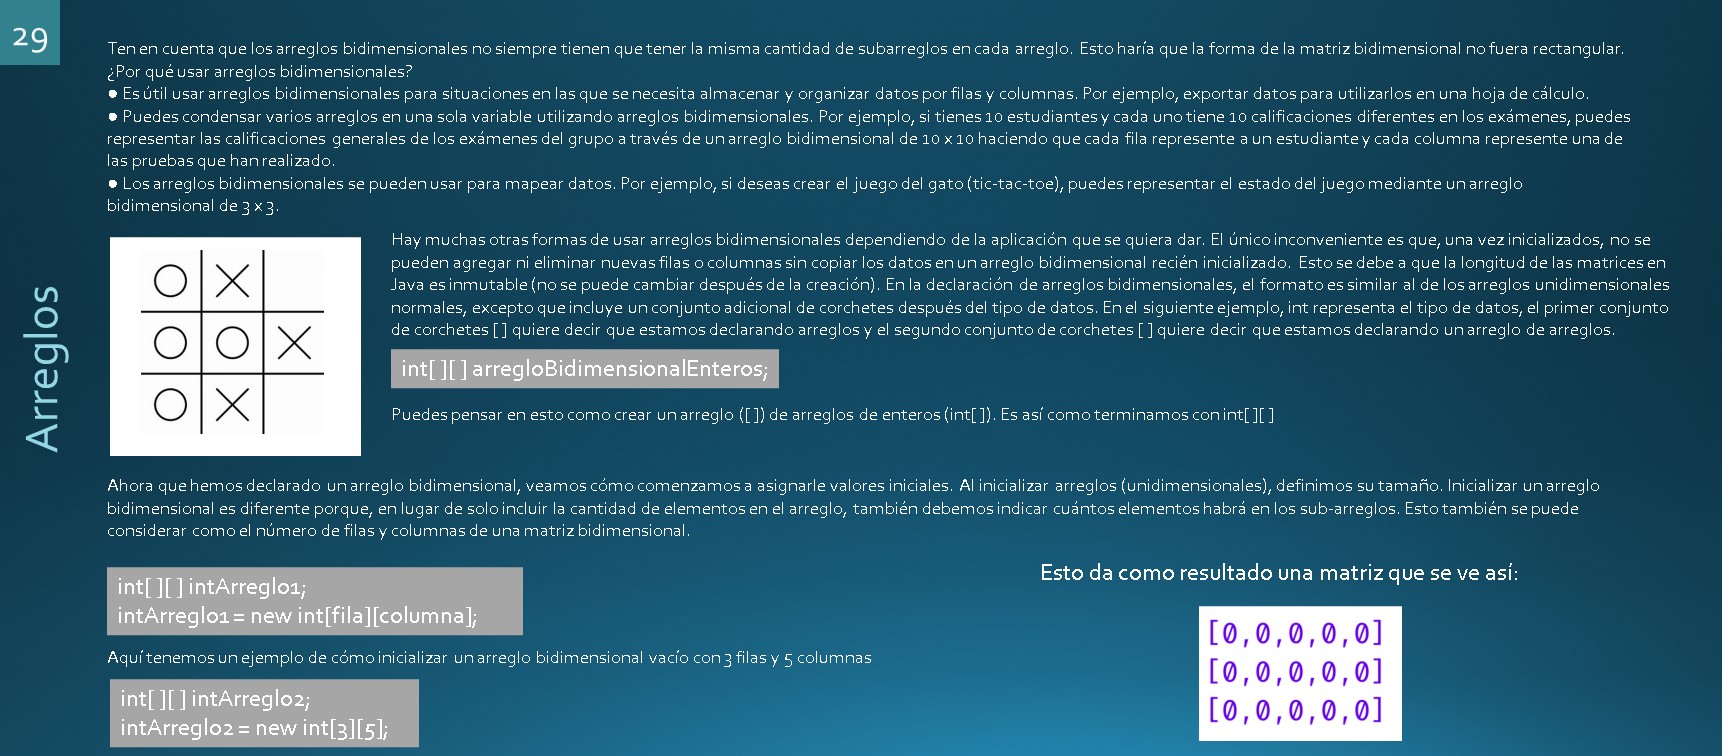 29
Ten en cuenta que los arreglos bidimensionales no siempre tienen que tener la misma cantidad de subarreglos en cada arreglo. Esto haría que la forma de la matriz bidimensional no fuera rectangular.
¿Por qué usar arreglos bidimensionales?
● Es útil usar arreglos bidimensionales para situaciones en las que se necesita almacenar y organizar datos por filas y columnas. Por ejemplo, exportar datos para utilizarlos en una hoja de cálculo.
● Puedes condensar varios arreglos en una sola variable utilizando arreglos bidimensionales. Por ejemplo, si tienes 10 estudiantes y cada uno tiene 10 calificaciones diferentes en los exámenes, puedes
representar las calificaciones generales de los exámenes del grupo a través de un arreglo bidimensional de 10 x 10 haciendo que cada fila represente a un estudiante y cada columna represente una de
las pruebas que han realizado.
● Los arreglos bidimensionales se pueden usar para mapear datos. Por ejemplo, si deseas crear el juego del gato (tic-tac-toe), puedes representar el estado del juego mediante un arreglo
bidimensional de 3 x 3.
Hay muchas otras formas de usar arreglos bidimensionales dependiendo de la aplicación que se quiera dar. El único inconveniente es que, una vez inicializados, no se
pueden agregar ni eliminar nuevas filas o columnas sin copiar los datos en un arreglo bidimensional recién inicializado. Esto se debe a que la longitud de las matrices en
Java es inmutable (no se puede cambiar después de la creación). En la declaración de arreglos bidimensionales, el formato es similar al de los arreglos unidimensionales
normales, excepto que incluye un conjunto adicional de corchetes después del tipo de datos. En el siguiente ejemplo, int representa el tipo de datos, el primer conjunto
de corchetes [ ] quiere decir que estamos declarando arreglos y el segundo conjunto de corchetes [ ] quiere decir que estamos declarando un arreglo de arreglos.
int[ ][ ] arregloBidimensionalEnteros;
Puedes pensar en esto como crear un arreglo ([ ]) de arreglos de enteros (int[ ]). Es así como terminamos con int[ ][ ]
Arreglos
Ahora que hemos declarado un arreglo bidimensional, veamos cómo comenzamos a asignarle valores iniciales. Al inicializar arreglos (unidimensionales), definimos su tamaño. Inicializar un arreglo
bidimensional es diferente porque, en lugar de solo incluir la cantidad de elementos en el arreglo, también debemos indicar cuántos elementos habrá en los sub-arreglos. Esto también se puede
considerar como el número de filas y columnas de una matriz bidimensional.
int[ ][ ] intArreglo1;
intArreglo1 = new int[fila][columna];
Aquí tenemos un ejemplo de cómo inicializar un arreglo bidimensional vacío con 3 filas y 5 columnas
int[ ][ ] intArreglo2;
intArreglo2 = new int[3][5];
Esto da como resultado una matriz que se ve así:
[0,0,0,0,0]
[0,0,0,0,0]
[0,0,0,0,0]